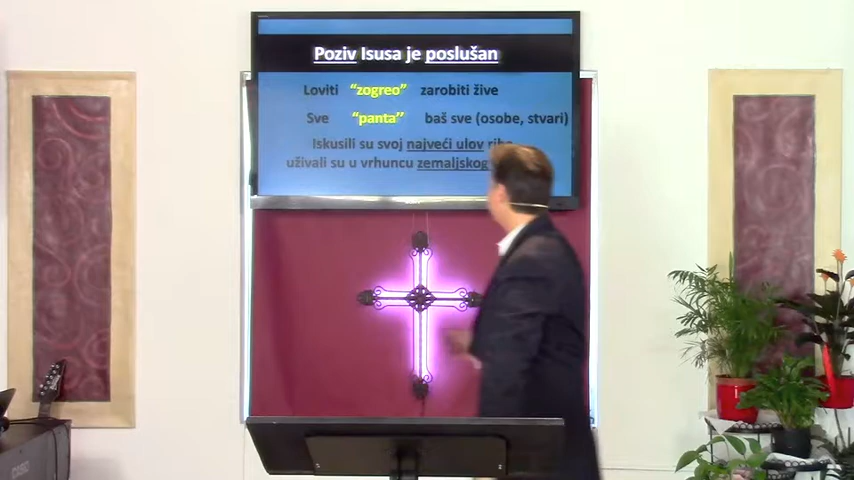 Poziv Isusa je poslušan
Loviti "zogreo" zarobiti žive
Sve "panta" baš sve (osobe, stvari)
Iskusili su svoj najveći ulov
uživali su u vrhuncu
CASIO